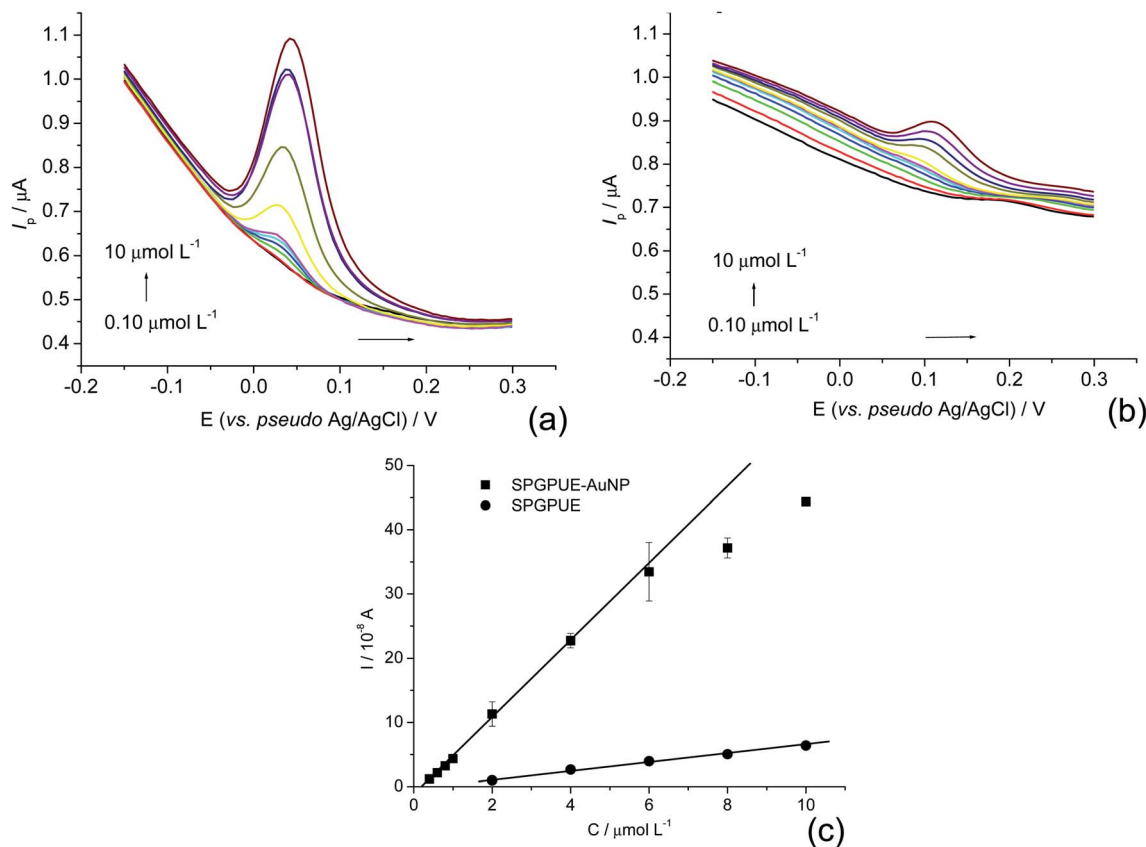 1.1
1.0
0.9
0.8
0.7
0.6
0.5
0.4
I_p / μA
10 μmol L⁻¹
0.10 μmol L⁻¹
-0.2 -0.1 0.0 0.1 0.2 0.3
E (vs. pseudo Ag/AgCl) / V
(a)
1.1
1.0
0.9
0.8
0.7
0.6
0.5
0.4
I_p / μA
10 μmol L⁻¹
0.10 μmol L⁻¹
-0.2 -0.1 0.0 0.1 0.2 0.3
E (vs. pseudo Ag/AgCl) / V
(b)
50
40
30
20
10
0
I / 10⁻⁸ A
SPGPUE-AuNP
SPGPUE
0 2 4 6 8 10
C / μmol L⁻¹
(c)